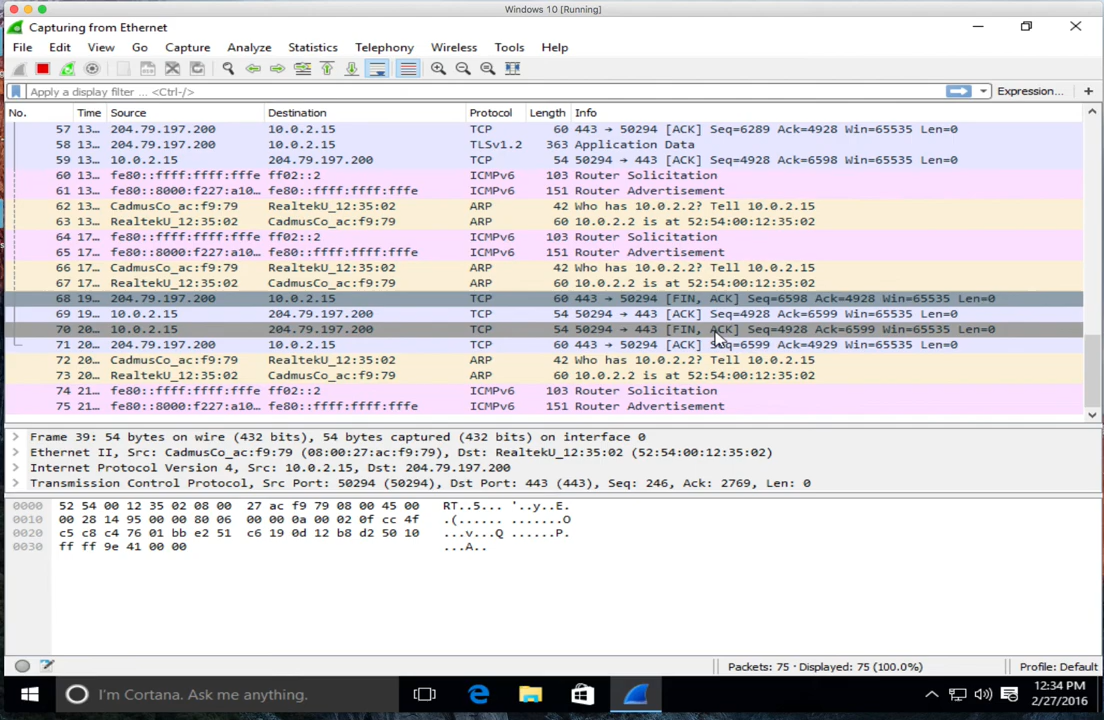 Windows 10 [Running]
Capturing from Ethernet
File Edit View Go Capture Analyze Statistics Telephony Wireless Tools Help
Apply a display filter ... <Ctrl-/> Expression... +
No. Time Source Destination Protocol Length Info
57 13... 204.79.197.200 10.0.2.15 TCP 60 443 → 50294 [ACK] Seq=6289 Ack=4928 Win=65535 Len=0
58 13... 204.79.197.200 10.0.2.15 TLSv1.2 363 Application Data
59 13... 10.0.2.15 204.79.197.200 TCP 54 50294 → 443 [ACK] Seq=4928 Ack=6598 Win=65535 Len=0
60 13... fe80::ffff:ffff:fffe ff02::2 ICMPv6 103 Router Solicitation
61 13... fe80::8000:f227:a10... fe80::ffff:ffff:fffe ICMPv6 151 Router Advertisement
62 13... CadmusCo_ac:f9:79 RealtekU_12:35:02 ARP 42 Who has 10.0.2.2? Tell 10.0.2.15
63 13... RealtekU_12:35:02 CadmusCo_ac:f9:79 ARP 60 10.0.2.2 is at 52:54:00:12:35:02
64 17... fe80::ffff:ffff:fffe ff02::2 ICMPv6 103 Router Solicitation
65 17... fe80::8000:f227:a10... fe80::ffff:ffff:fffe ICMPv6 151 Router Advertisement
66 17... CadmusCo_ac:f9:79 RealtekU_12:35:02 ARP 42 Who has 10.0.2.2? Tell 10.0.2.15
67 17... RealtekU_12:35:02 CadmusCo_ac:f9:79 ARP 60 10.0.2.2 is at 52:54:00:12:35:02
68 19... 204.79.197.200 10.0.2.15 TCP 60 443 → 50294 [FIN, ACK] Seq=6598 Ack=4928 Win=65535 Len=0
69 19... 10.0.2.15 204.79.197.200 TCP 54 50294 → 443 [ACK] Seq=4928 Ack=6599 Win=65535 Len=0
70 20... 10.0.2.15 204.79.197.200 TCP 54 50294 → 443 [FIN, ACK] Seq=4928 Ack=6599 Win=65535 Len=0
71 20... 204.79.197.200 10.0.2.15 TCP 60 443 → 50294 [ACK] Seq=6599 Ack=4929 Win=65535 Len=0
72 20... CadmusCo_ac:f9:79 RealtekU_12:35:02 ARP 42 Who has 10.0.2.2? Tell 10.0.2.15
73 20... RealtekU_12:35:02 CadmusCo_ac:f9:79 ARP 60 10.0.2.2 is at 52:54:00:12:35:02
74 21... fe80::ffff:ffff:fffe ff02::2 ICMPv6 103 Router Solicitation
75 21... fe80::8000:f227:a10... fe80::ffff:ffff:fffe ICMPv6 151 Router Advertisement
Frame 39: 54 bytes on wire (432 bits), 54 bytes captured (432 bits) on interface 0
Ethernet II, Src: CadmusCo_ac:f9:79 (08:00:27:ac:f9:79), Dst: RealtekU_12:35:02 (52:54:00:12:35:02)
Internet Protocol Version 4, Src: 10.0.2.15, Dst: 204.79.197.200
Transmission Control Protocol, Src Port: 50294 (50294), Dst Port: 443 (443), Seq: 246, Ack: 2769, Len: 0
0000 52 54 00 12 35 02 08 00 27 ac f9 79 08 00 45 00 RT..5... '..y..E.
0010 00 28 14 95 00 00 80 06 00 00 0a 00 02 0f cc 4f .(...... .......O
0020 c5 c8 c4 76 01 bb e2 51 c6 19 0d 12 b8 d2 50 10 ...v...Q ......P.
0030 ff ff 9e 41 00 00 ...A..
Packets: 75 · Displayed: 75 (100.0%) Profile: Default
I'm Cortana. Ask me anything.
12:34 PM
2/27/2016